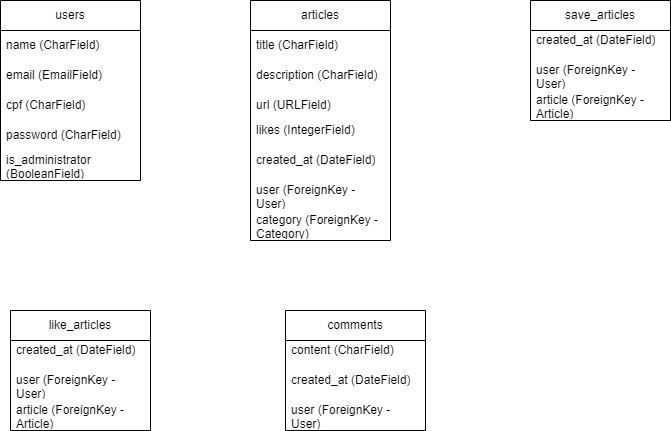 users
name (CharField)
email (EmailField)
cpf (CharField)
password (CharField)
is_administrator
(BooleanField)
articles
title (CharField)
description (CharField)
url (URLField)
likes (IntegerField)
created_at (DateField)
user (ForeignKey -
User)
category (ForeignKey -
Category)
save_articles
created_at (DateField)
user (ForeignKey -
User)
article (ForeignKey -
Article)
like_articles
created_at (DateField)
user (ForeignKey -
User)
article (ForeignKey -
Article)
comments
content (CharField)
created_at (DateField)
user (ForeignKey -
User)